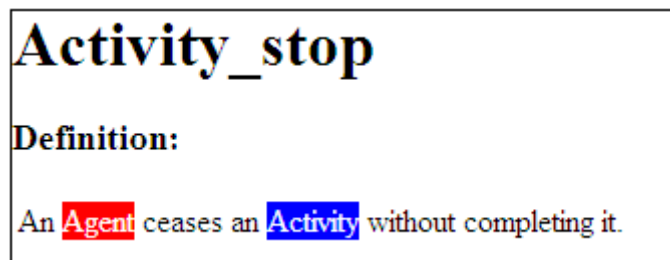 Activity_stop
Definition:
An Agent ceases an Activity without completing it.